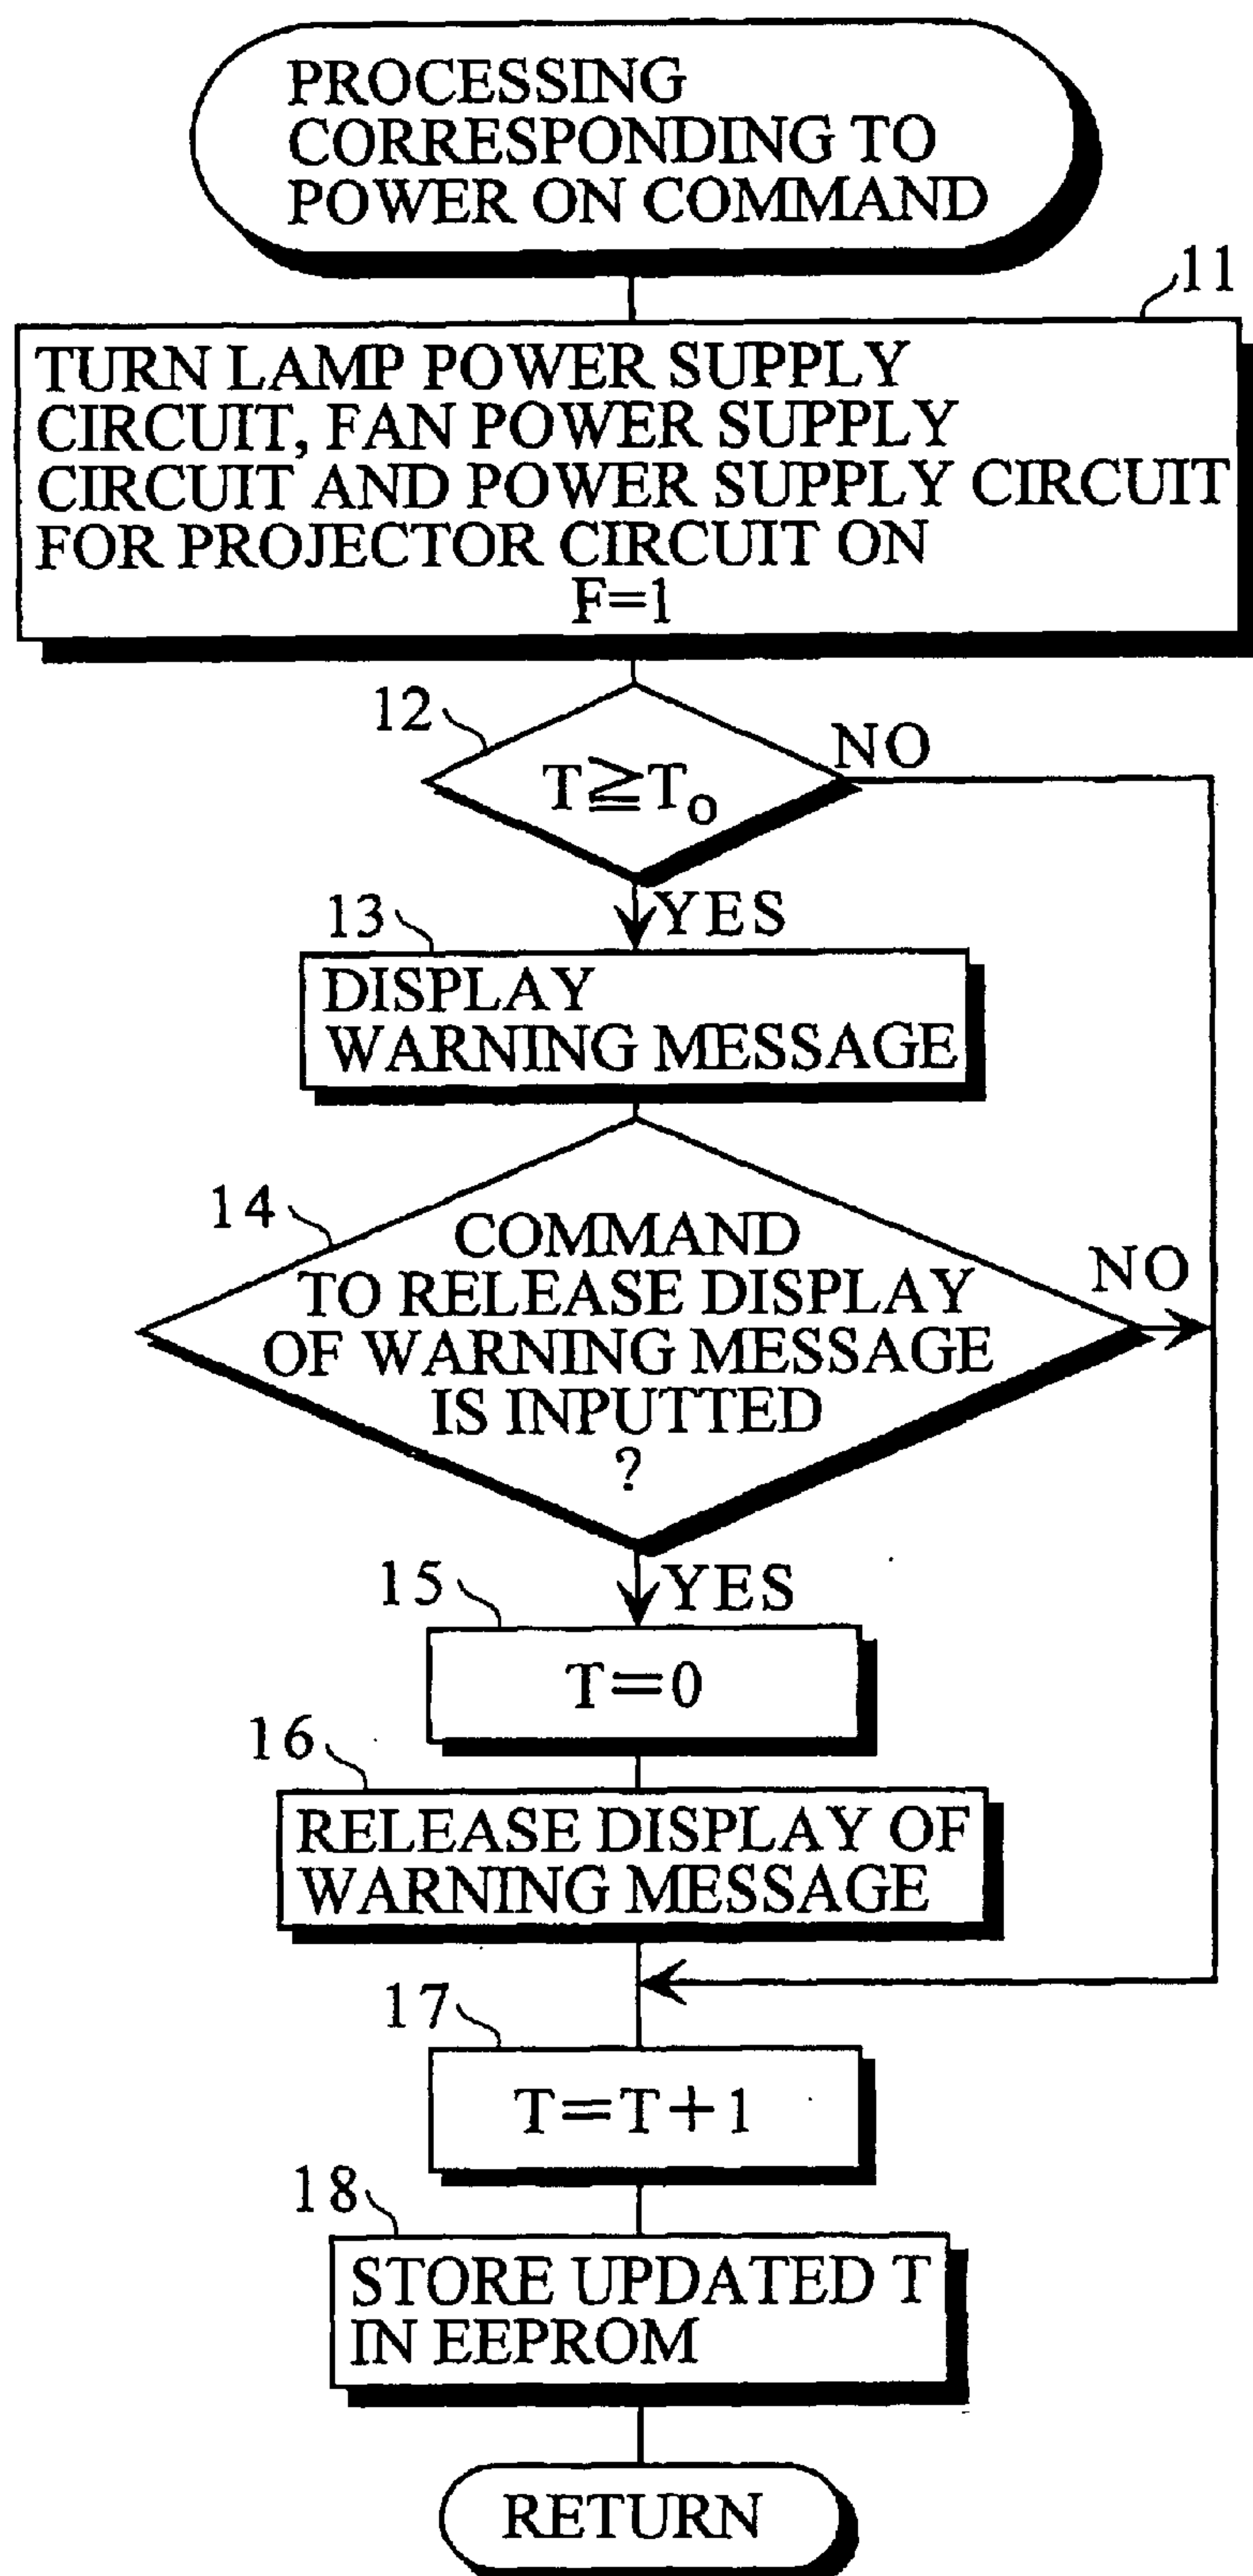 PROCESSING
CORRESPONDING TO
POWER ON COMMAND
11
TURN LAMP POWER SUPPLY
CIRCUIT, FAN POWER SUPPLY
CIRCUIT AND POWER SUPPLY CIRCUIT
FOR PROJECTOR CIRCUIT ON
F=1
12
T≧T₀
NO
YES
13
DISPLAY
WARNING MESSAGE
14
COMMAND
TO RELEASE DISPLAY
OF WARNING MESSAGE
IS INPUTTED
?
NO
YES
15
T=0
16
RELEASE DISPLAY OF
WARNING MESSAGE
17
T=T+1
18
STORE UPDATED T
IN EEPROM
RETURN